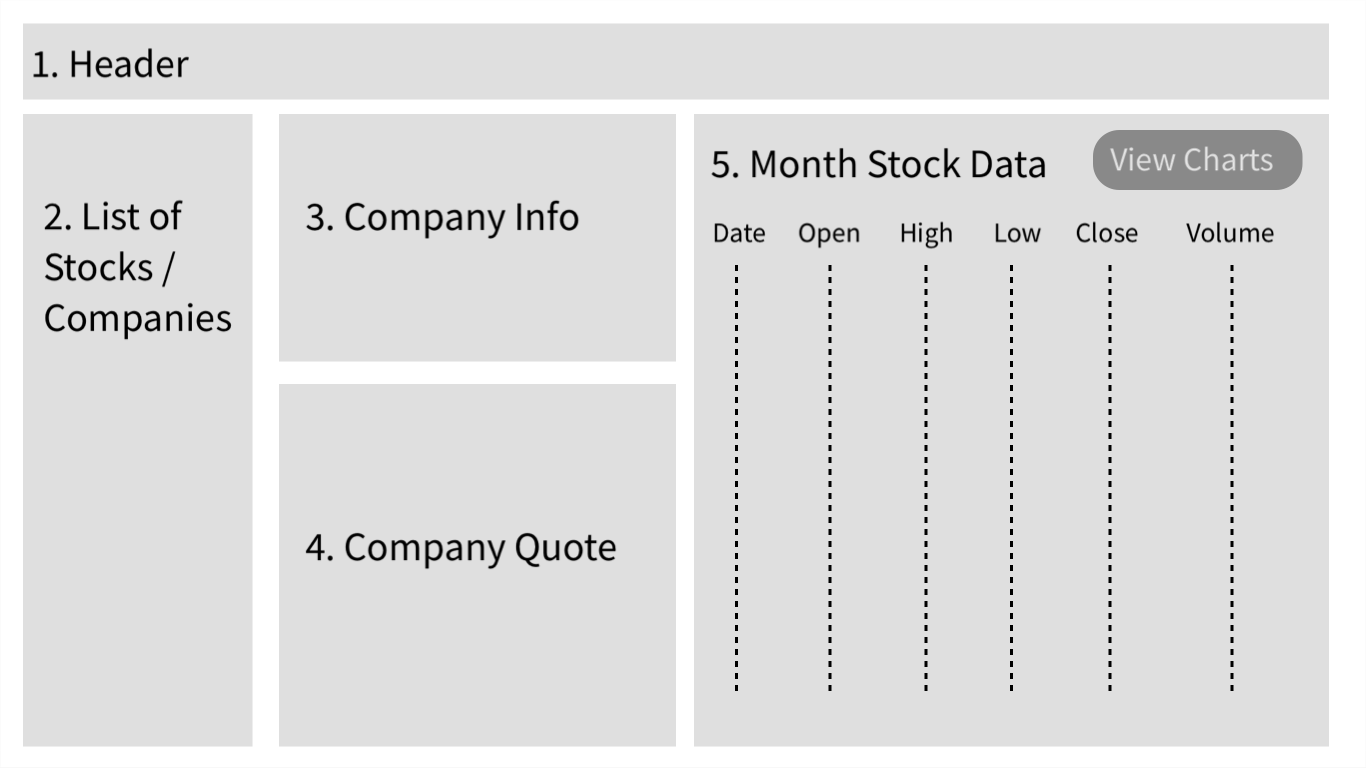 1. Header
2. List of
Stocks /
Companies
3. Company Info
4. Company Quote
5. Month Stock Data
View Charts
Date Open High Low Close Volume